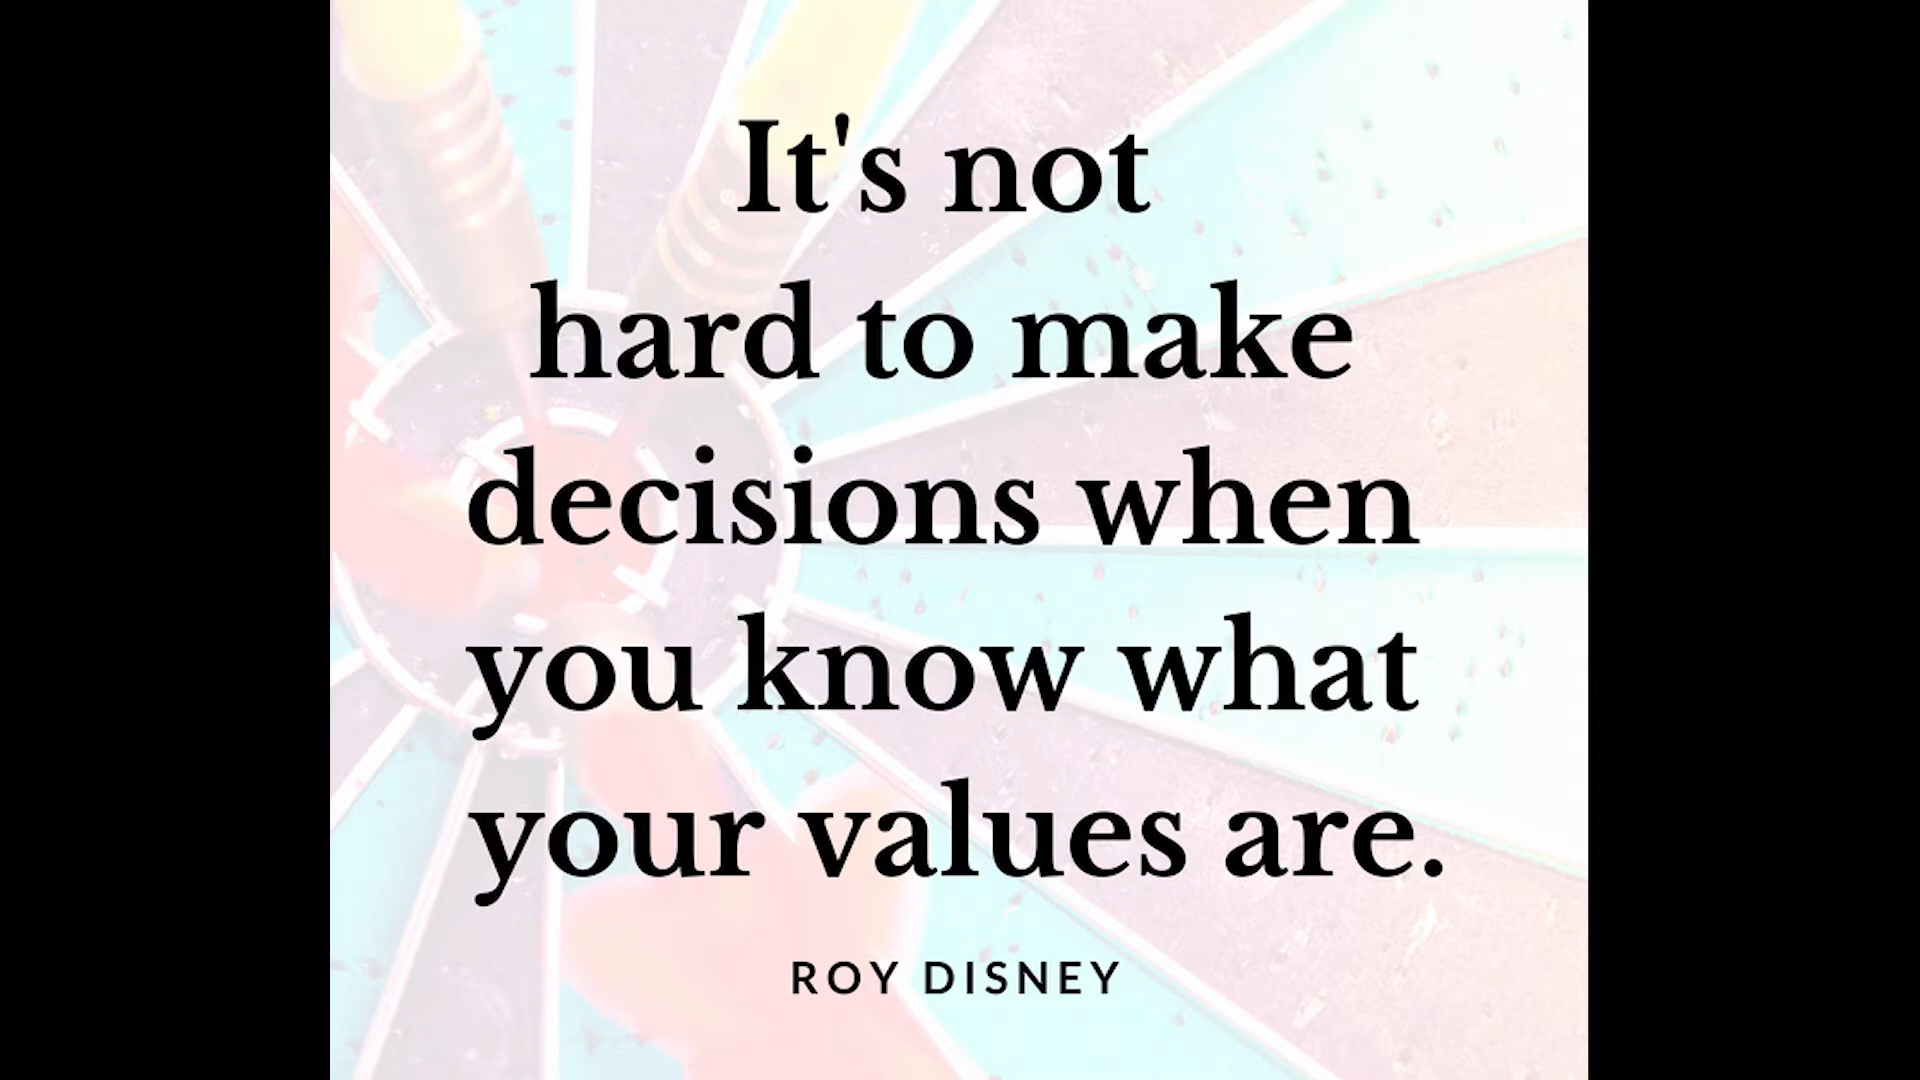 It's not
hard to make
decisions when
you know what
your values are.
ROY DISNEY